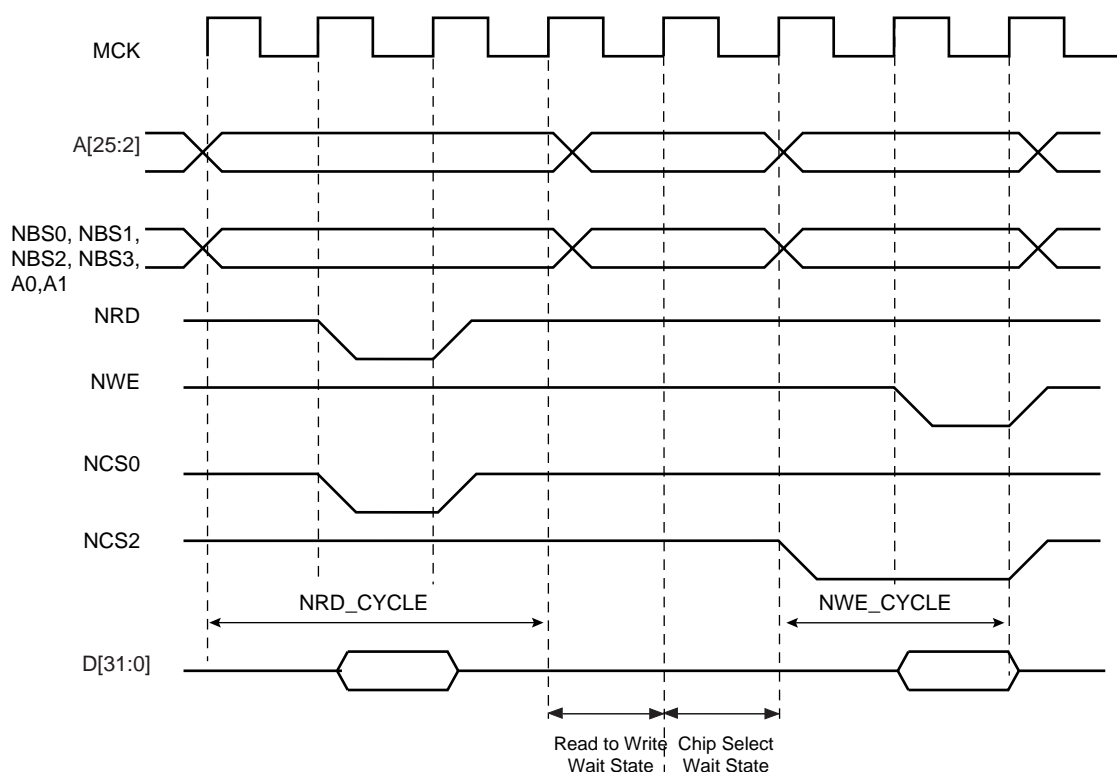 MCK
A[25:2]
NBS0, NBS1,
NBS2, NBS3,
A0,A1
NRD
NWE
NCS0
NCS2
NRD_CYCLE
NWE_CYCLE
D[31:0]
Read to Write
Wait State
Chip Select
Wait State